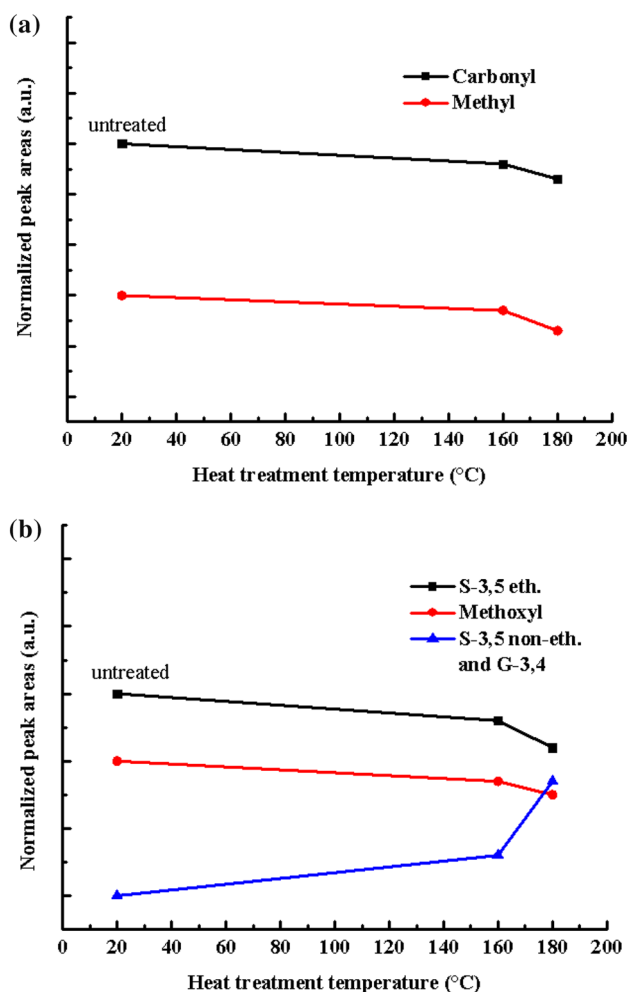 (a)
Normalized peak areas (a.u.)
Carbonyl
Methyl
untreated
0 20 40 60 80 100 120 140 160 180 200
Heat treatment temperature (°C)
(b)
Normalized peak areas (a.u.)
S-3,5 eth.
Methoxyl
S-3,5 non-eth.
and G-3,4
untreated
0 20 40 60 80 100 120 140 160 180 200
Heat treatment temperature (°C)